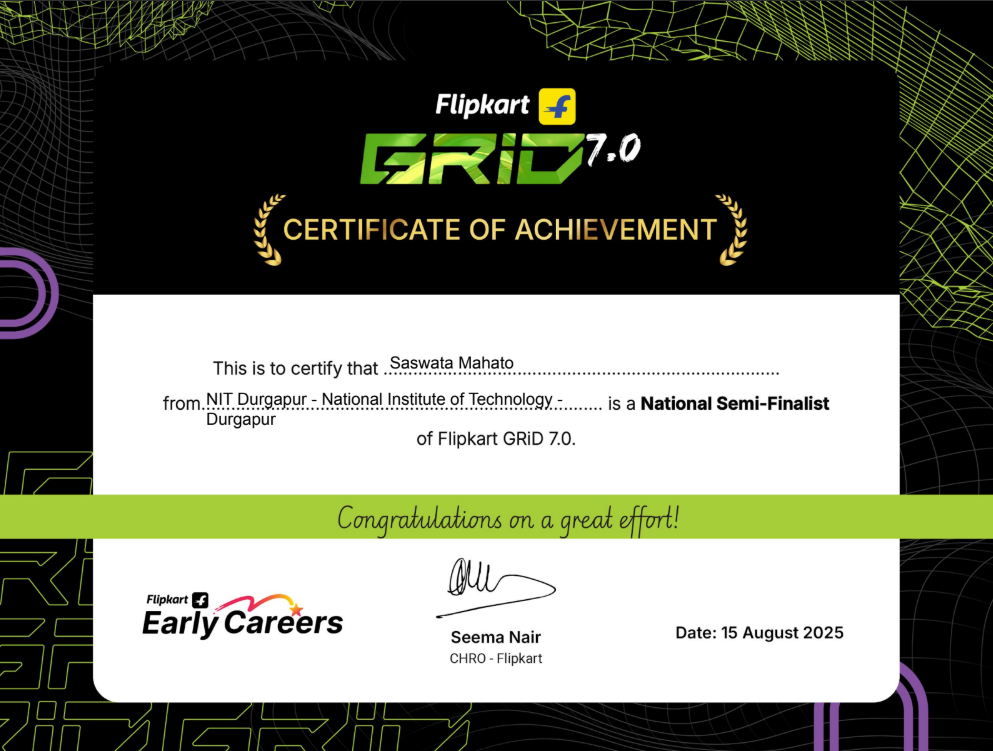 Flipkart
GRiD 7.0
CERTIFICATE OF ACHIEVEMENT
This is to certify that Saswata Mahato
from NIT Durgapur - National Institute of Technology - Durgapur is a National Semi-Finalist
of Flipkart GRiD 7.0.
Congratulations on a great effort!
Flipkart
Early Careers
Seema Nair
CHRO - Flipkart
Date: 15 August 2025